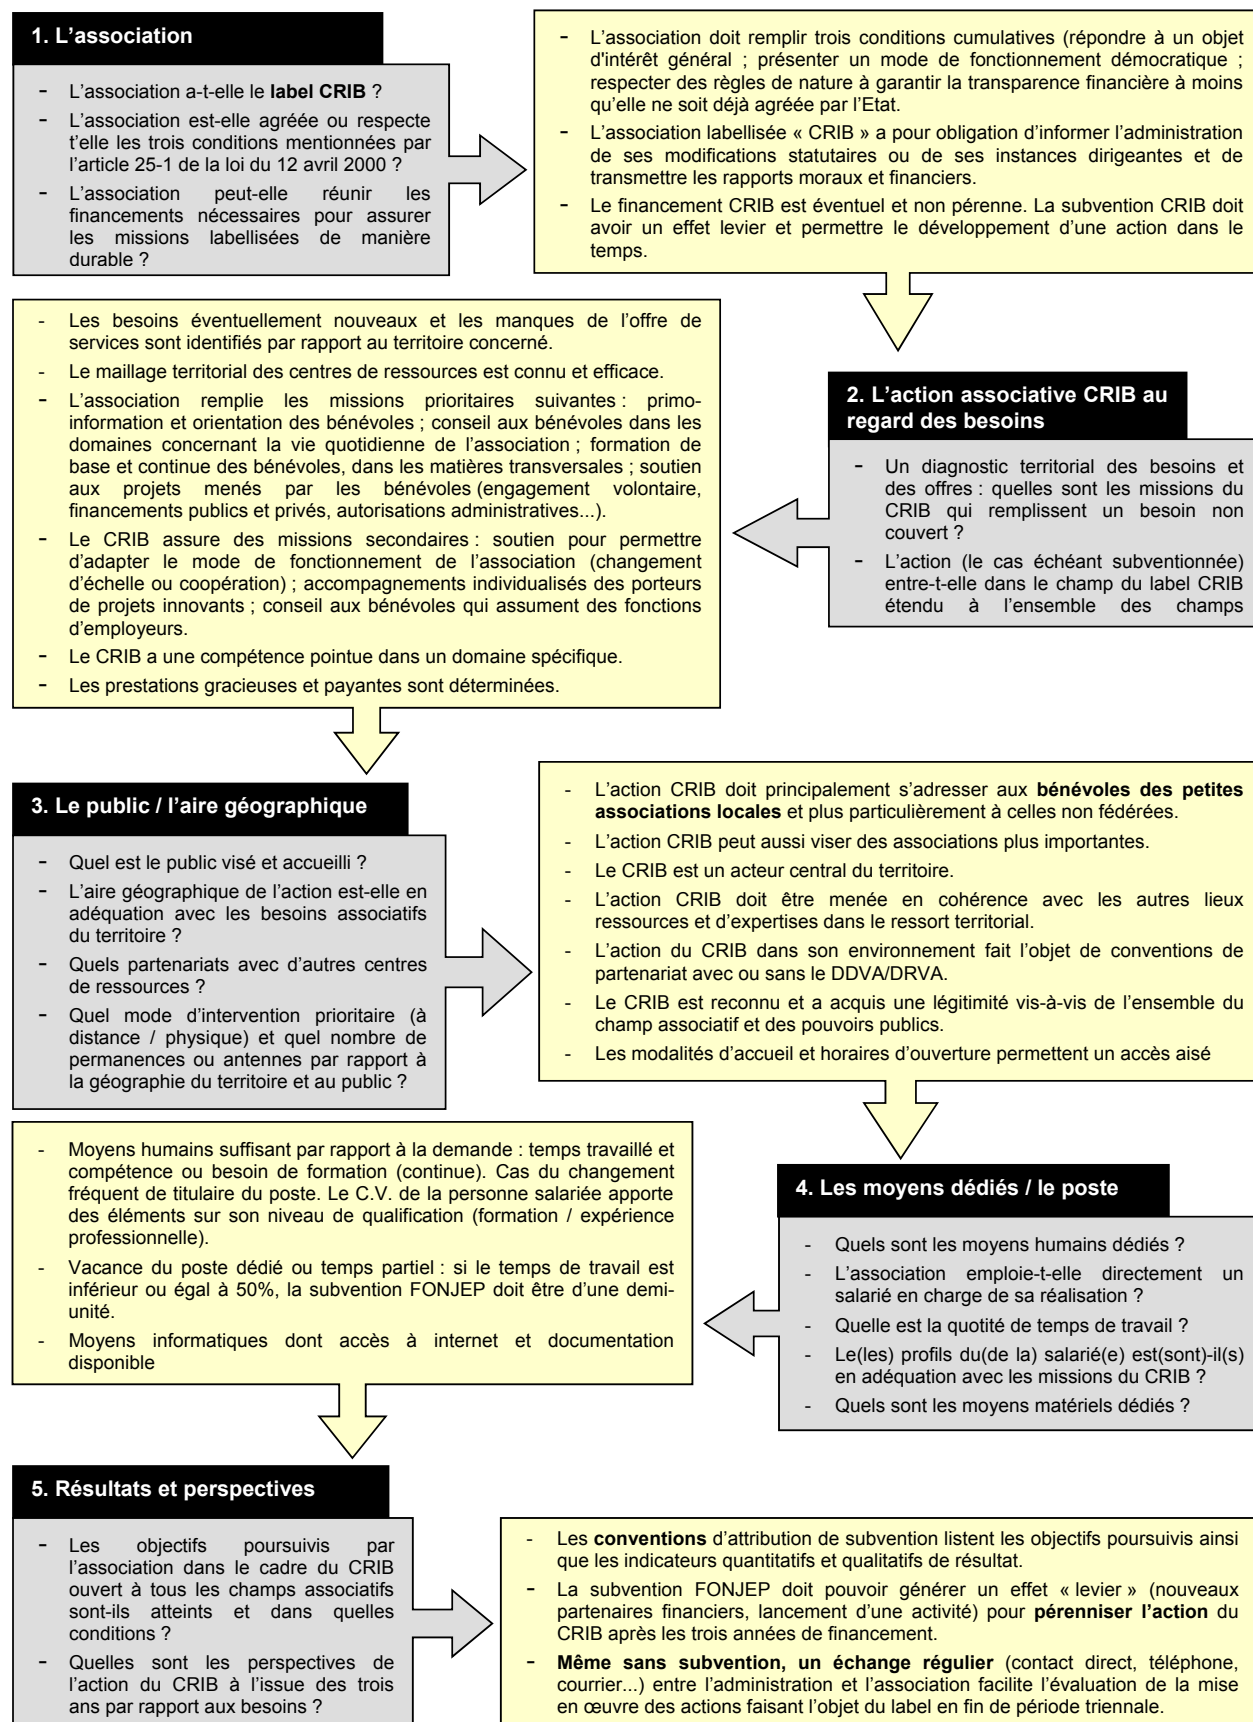 1. L'association
- L'association a-t-elle le label CRIB ?
- L'association est-elle agréée ou respecte
t'elle les trois conditions mentionnées par
l'article 25-1 de la loi du 12 avril 2000 ?
- L'association peut-elle réunir les
financements nécessaires pour assurer
les missions labellisées de manière
durable ?
- L'association doit remplir trois conditions cumulatives (répondre à un objet
d'intérêt général ; présenter un mode de fonctionnement démocratique ;
respecter des règles de nature à garantir la transparence financière à moins
qu'elle ne soit déjà agréée par l'Etat.
- L'association labellisée « CRIB » a pour obligation d'informer l'administration
de ses modifications statutaires ou de ses instances dirigeantes et de
transmettre les rapports moraux et financiers.
- Le financement CRIB est éventuel et non pérenne. La subvention CRIB doit
avoir un effet levier et permettre le développement d'une action dans le
temps.
2. L'action associative CRIB au
regard des besoins
- Un diagnostic territorial des besoins et
des offres : quelles sont les missions du
CRIB qui remplissent un besoin non
couvert ?
- L'action (le cas échéant subventionnée)
entre-t-elle dans le champ du label CRIB
étendu à l'ensemble des champs
- Les besoins éventuellement nouveaux et les manques de l'offre de
services sont identifiés par rapport au territoire concerné.
- Le maillage territorial des centres de ressources est connu et efficace.
- L'association remplie les missions prioritaires suivantes : primo-
information et orientation des bénévoles ; conseil aux bénévoles dans les
domaines concernant la vie quotidienne de l'association ; formation de
base et continue des bénévoles, dans les matières transversales ; soutien
aux projets menés par les bénévoles (engagement volontaire,
financements publics et privés, autorisations administratives...).
- Le CRIB assure des missions secondaires : soutien pour permettre
d'adapter le mode de fonctionnement de l'association (changement
d'échelle ou coopération) ; accompagnements individualisés des porteurs
de projets innovants ; conseil aux bénévoles qui assument des fonctions
d'employeurs.
- Le CRIB a une compétence pointue dans un domaine spécifique.
- Les prestations gracieuses et payantes sont déterminées.
3. Le public / l'aire géographique
- Quel est le public visé et accueilli ?
- L'aire géographique de l'action est-elle en
adéquation avec les besoins associatifs
du territoire ?
- Quels partenariats avec d'autres centres
de ressources ?
- Quel mode d'intervention prioritaire (à
distance / physique) et quel nombre de
permanences ou antennes par rapport à
la géographie du territoire et au public ?
- L'action CRIB doit principalement s'adresser aux bénévoles des petites
associations locales et plus particulièrement à celles non fédérées.
- L'action CRIB peut aussi viser des associations plus importantes.
- Le CRIB est un acteur central du territoire.
- L'action CRIB doit être menée en cohérence avec les autres lieux
ressources et d'expertises dans le ressort territorial.
- L'action du CRIB dans son environnement fait l'objet de conventions de
partenariat avec ou sans le DDVA/DRVA.
- Le CRIB est reconnu et a acquis une légitimité vis-à-vis de l'ensemble du
champ associatif et des pouvoirs publics.
- Les modalités d'accueil et horaires d'ouverture permettent un accès aisé
4. Les moyens dédiés / le poste
- Quels sont les moyens humains dédiés ?
- L'association emploie-t-elle directement un
salarié en charge de sa réalisation ?
- Quelle est la quotité de temps de travail ?
- Le(les) profils du(de la) salarié(e) est(sont)-il(s)
en adéquation avec les missions du CRIB ?
- Quels sont les moyens matériels dédiés ?
- Moyens humains suffisant par rapport à la demande : temps travaillé et
compétence ou besoin de formation (continue). Cas du changement
fréquent de titulaire du poste. Le C.V. de la personne salariée apporte
des éléments sur son niveau de qualification (formation / expérience
professionnelle).
- Vacance du poste dédié ou temps partiel : si le temps de travail est
inférieur ou égal à 50%, la subvention FONJEP doit être d'une demi-
unité.
- Moyens informatiques dont accès à internet et documentation
disponible
5. Résultats et perspectives
- Les objectifs poursuivis par
l'association dans le cadre du CRIB
ouvert à tous les champs associatifs
sont-ils atteints et dans quelles
conditions ?
- Quelles sont les perspectives de
l'action du CRIB à l'issue des trois
ans par rapport aux besoins ?
- Les conventions d'attribution de subvention listent les objectifs poursuivis ainsi
que les indicateurs quantitatifs et qualitatifs de résultat.
- La subvention FONJEP doit pouvoir générer un effet « levier » (nouveaux
partenaires financiers, lancement d'une activité) pour pérenniser l'action du
CRIB après les trois années de financement.
- Même sans subvention, un échange régulier (contact direct, téléphone,
courrier...) entre l'administration et l'association facilite l'évaluation de la mise
en œuvre des actions faisant l'objet du label en fin de période triennale.